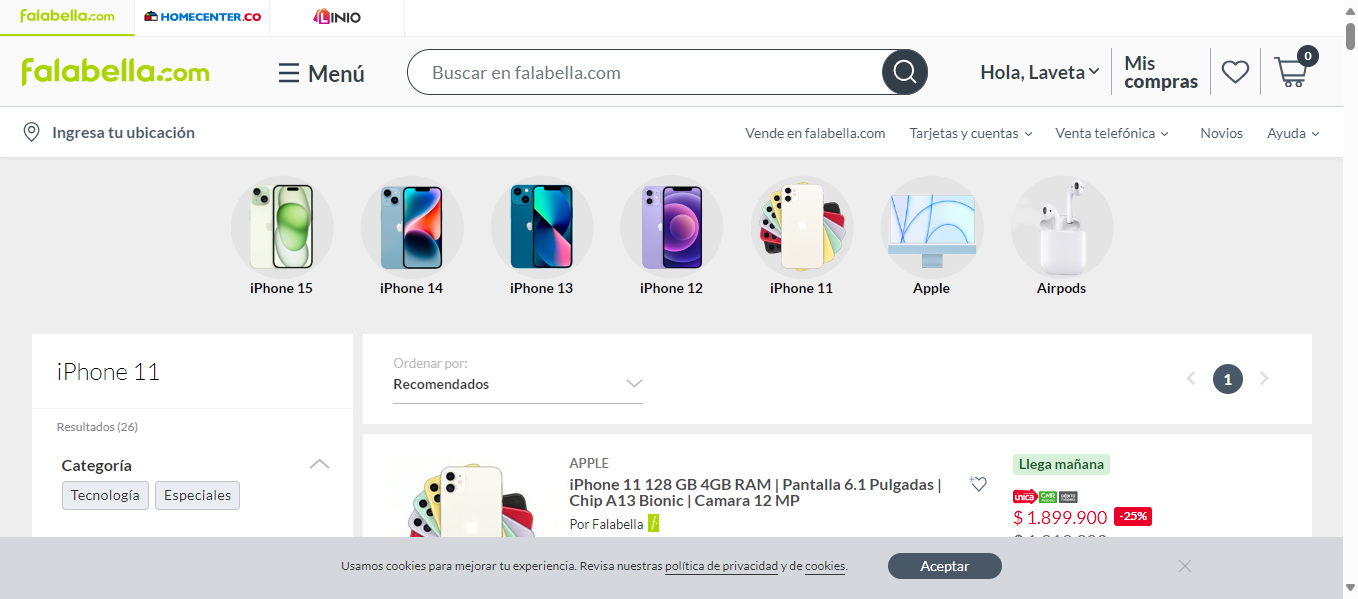 falabella.com
HOMECENTER.CO
LINIO
falabella.com
Menú
Buscar en falabella.com
Hola, Laveta
Mis
compras
0
Ingresa tu ubicación
Vende en falabella.com
Tarjetas y cuentas
Venta telefónica
Novios
Ayuda
iPhone 15
iPhone 14
iPhone 13
iPhone 12
iPhone 11
Apple
Airpods
iPhone 11
Resultados (26)
Categoría
Tecnología
Especiales
Ordenar por:
Recomendados
1
APPLE
iPhone 11 128 GB 4GB RAM | Pantalla 6.1 Pulgadas |
Chip A13 Bionic | Camara 12 MP
Por Falabella
Llega mañana
única
CMR
$ 1.899.900
-25%
Usamos cookies para mejorar tu experiencia. Revisa nuestras política de privacidad y de cookies.
Aceptar